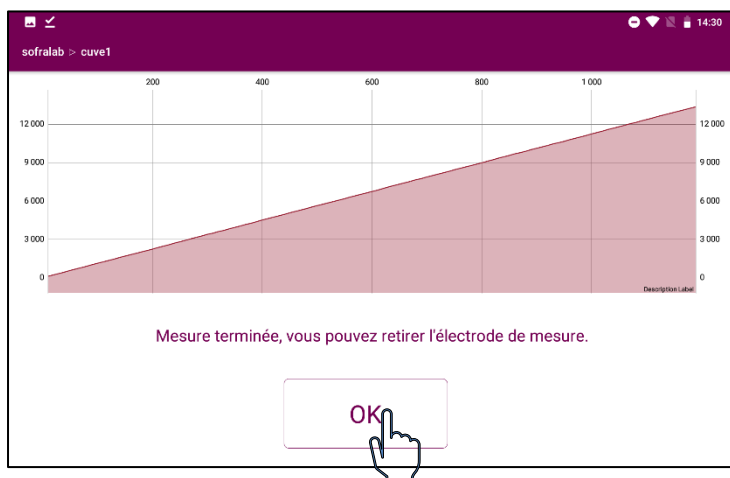 14:30
sofralab > cuve1
200 400 600 800 1 000
12 000 12 000
9 000 9 000
6 000 6 000
3 000 3 000
0 0
Description Label
Mesure terminée, vous pouvez retirer l'électrode de mesure.
OK